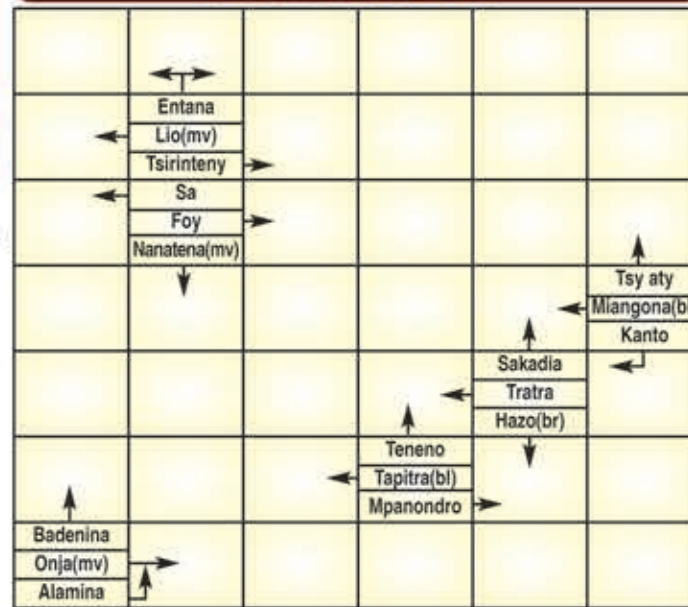 Entana
Lio(mv)
Tsirinteny
Sa
Foy
Nanatena(mv)
Tsy aty
Miangona(bl
Kanto
Sakadia
Tratra
Hazo(br)
Teneno
Tapitra(bl)
Mpanondro
Badenina
Onja(mv)
Alamina